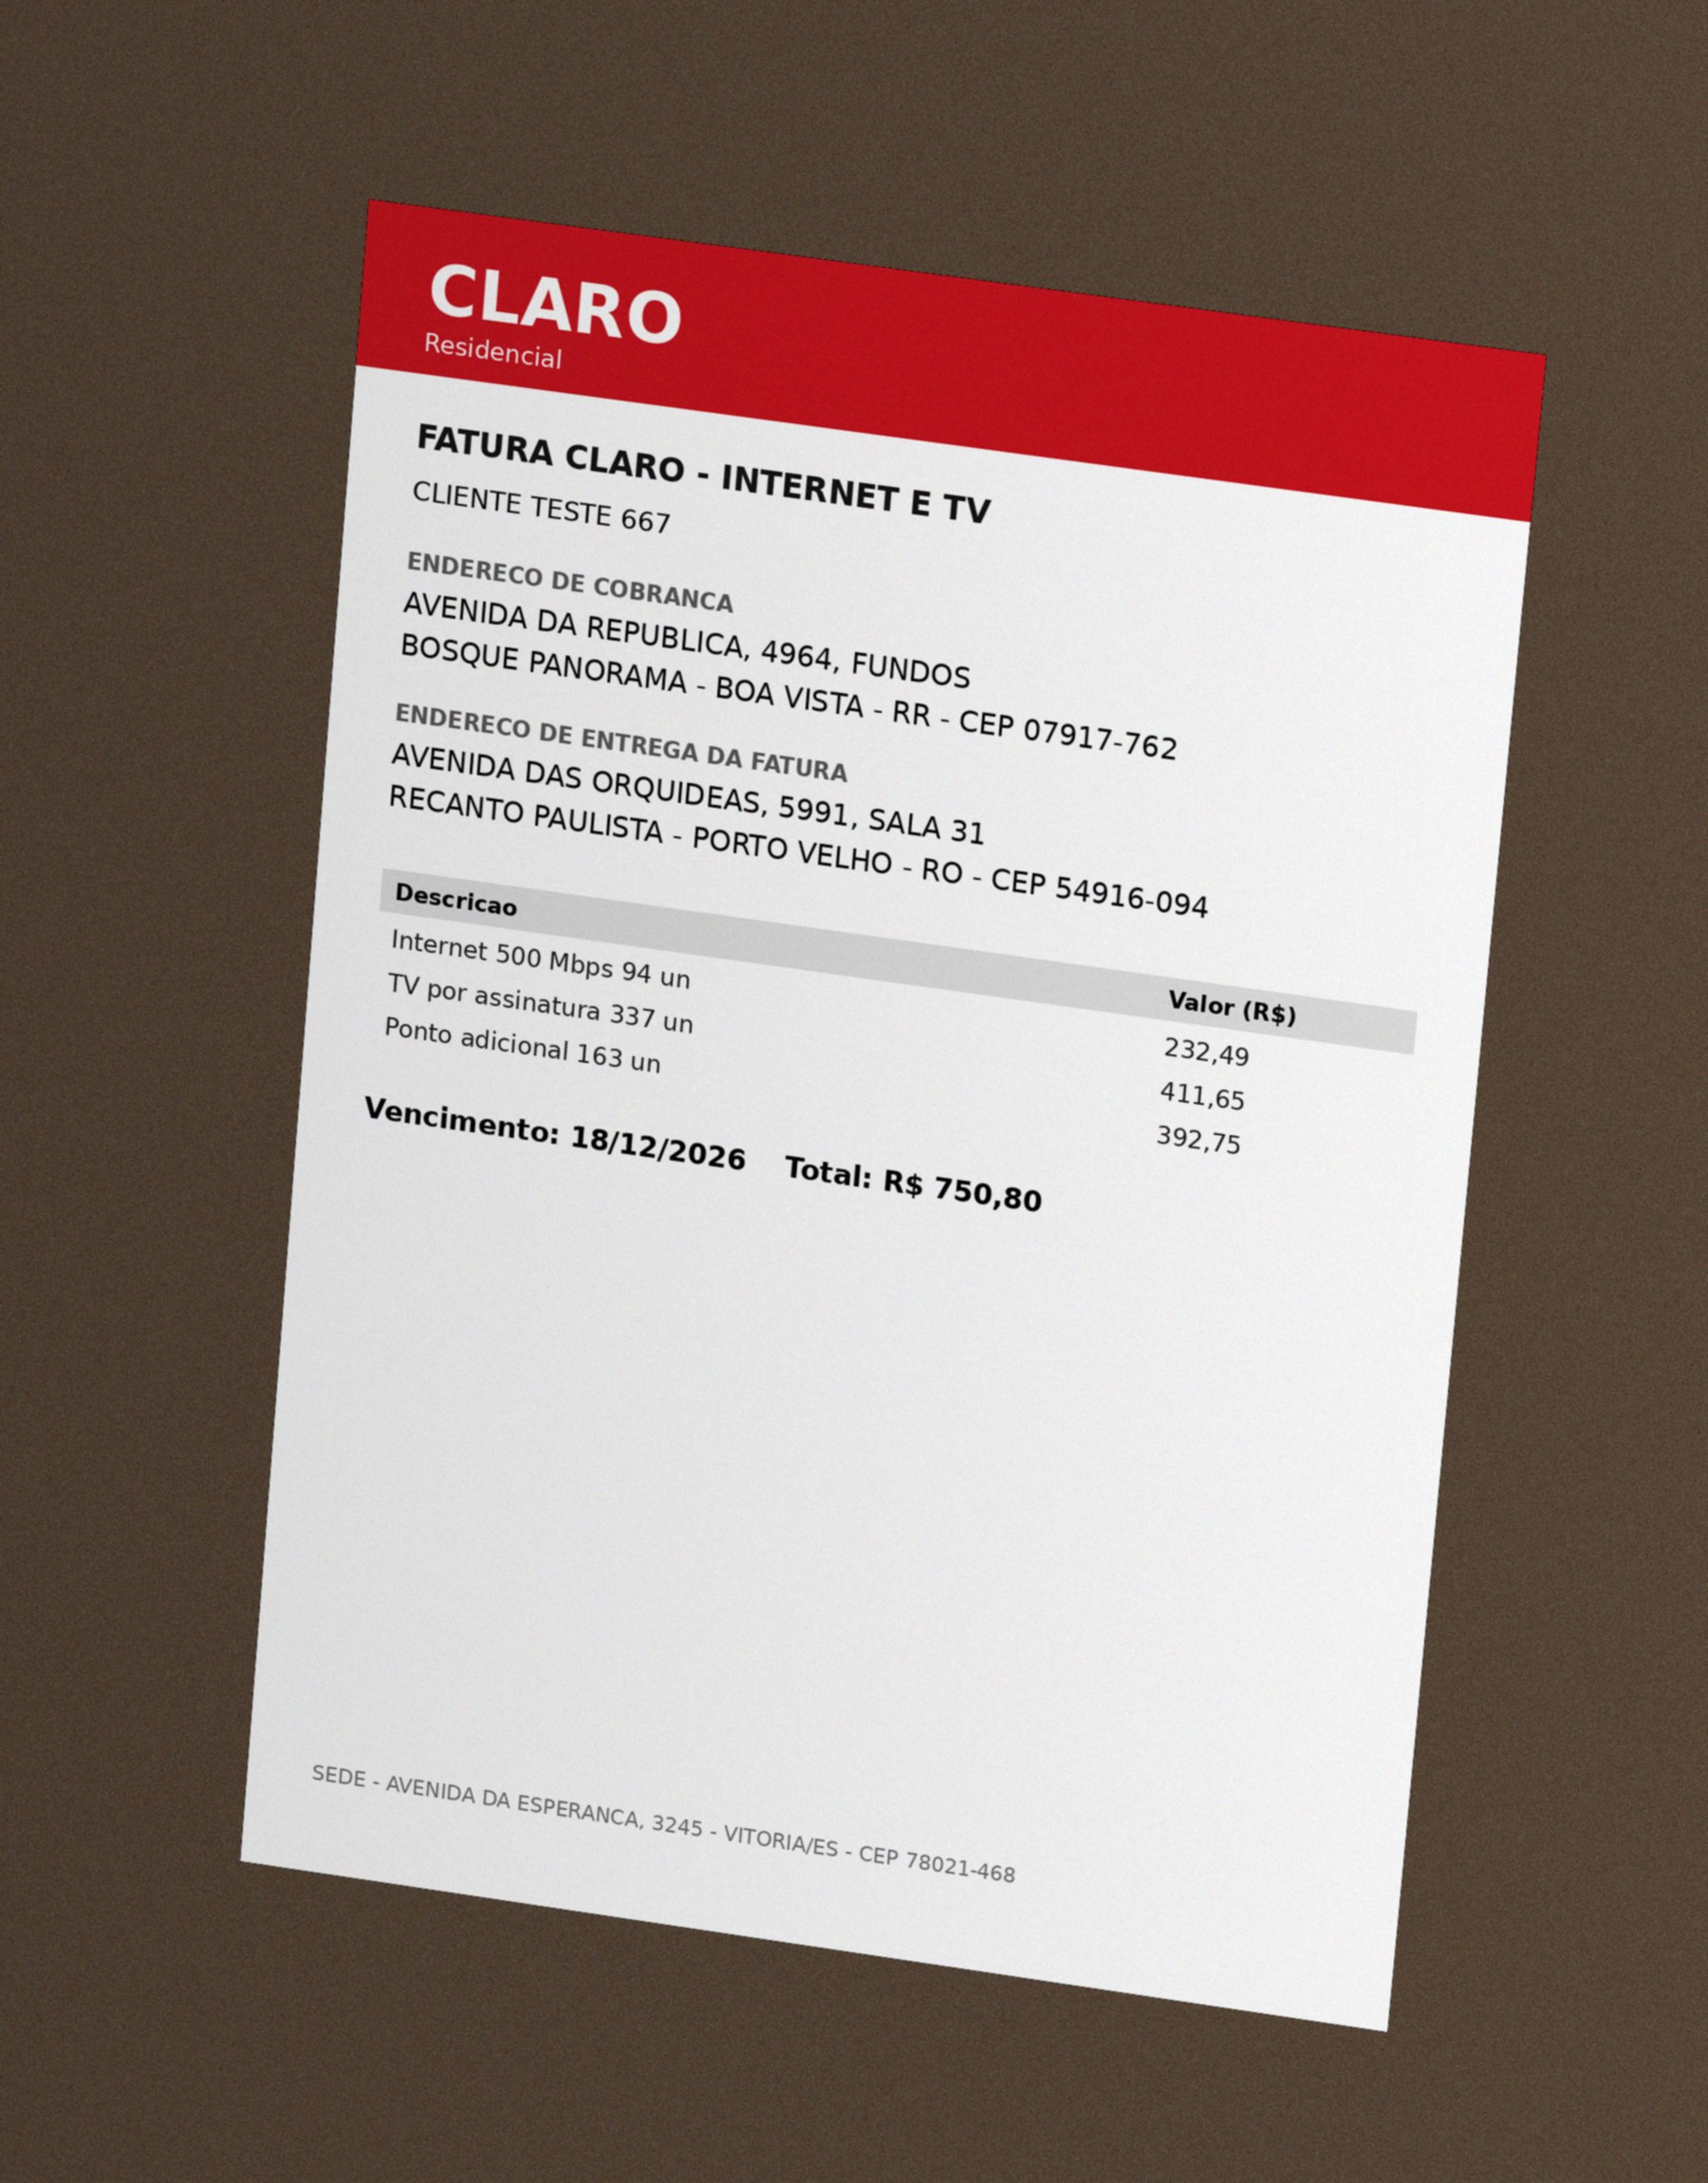 CLARO
Residencial
FATURA CLARO - INTERNET E TV
CLIENTE TESTE 667
ENDERECO DE COBRANCA
AVENIDA DA REPUBLICA, 4964, FUNDOS
BOSQUE PANORAMA - BOA VISTA - RR - CEP 07917-762
ENDERECO DE ENTREGA DA FATURA
AVENIDA DAS ORQUIDEAS, 5991, SALA 31
RECANTO PAULISTA - PORTO VELHO - RO - CEP 54916-094
Descricao Valor (R$)
Internet 500 Mbps 94 un 232,49
TV por assinatura 337 un 411,65
Ponto adicional 163 un 392,75
Vencimento: 18/12/2026 Total: R$ 750,80
SEDE - AVENIDA DA ESPERANCA, 3245 - VITORIA/ES - CEP 78021-468